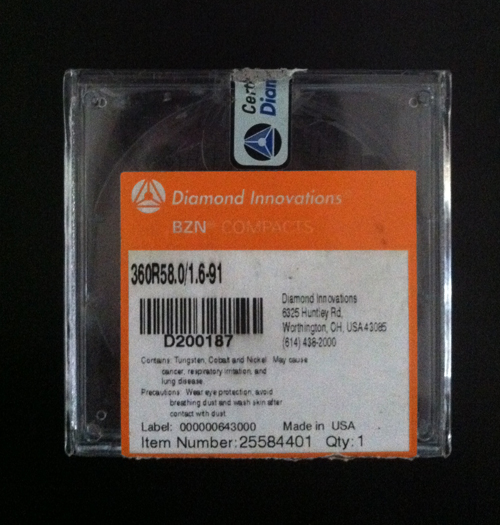 Cert
Diam
Diamond Innovations
BZN® COMPACTS
360R58.0/1.6-91
D200187
Diamond Innovations
6325 Huntley Rd,
Worthington, OH, USA 43085
(614) 438-2000
Contains: Tungsten, Cobalt and Nickel. May cause
cancer, respiratory irritation, and
lung disease.
Precautions: Wear eye protection, avoid
breathing dust and wash skin after
contact with dust.
Label: 000000643000 Made in USA
Item Number: 25584401 Qty: 1